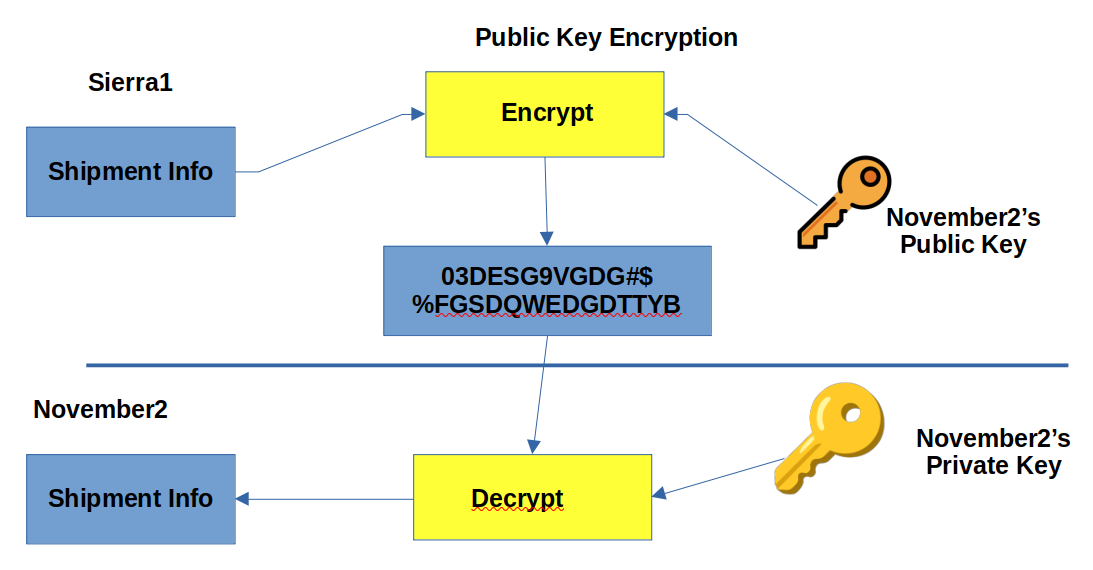 Public Key Encryption
Sierra1
Encrypt
Shipment Info
November2's
Public Key
03DESG9VGDG#$
%FGSDQWEDGDTTYB
November2
November2's
Private Key
Shipment Info
Decrypt